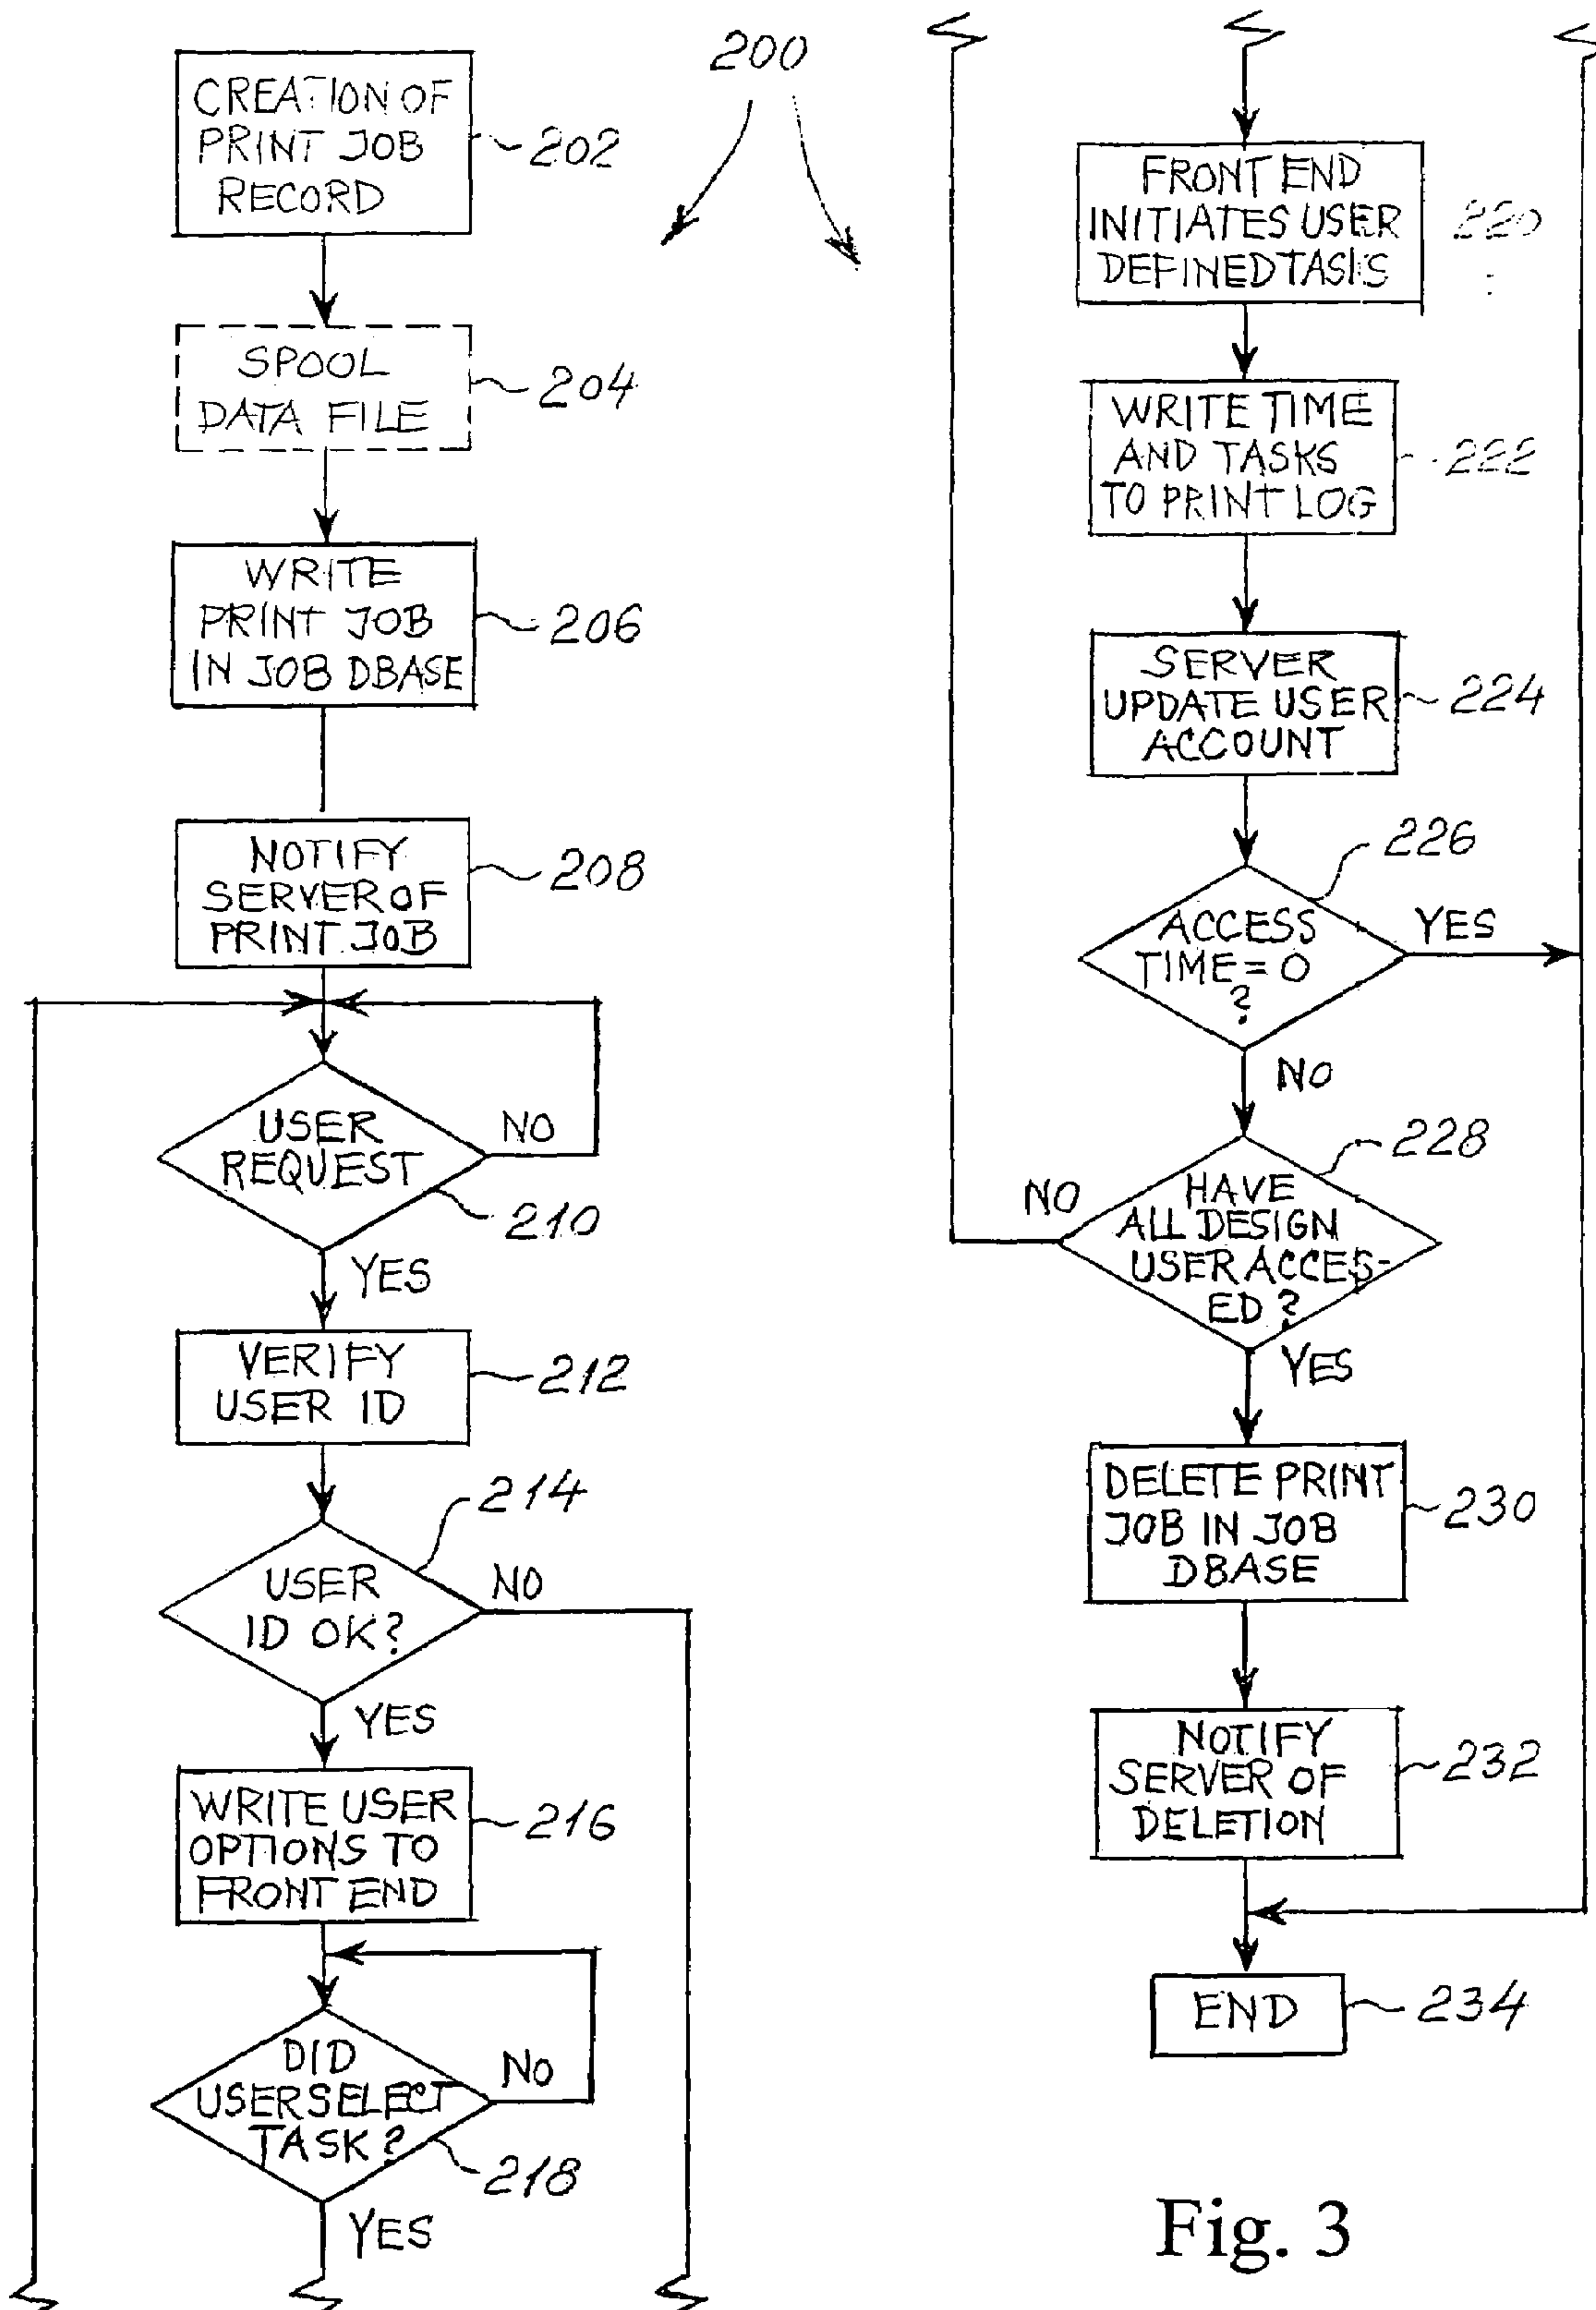 200
CREATION OF
PRINT JOB
RECORD
202
SPOOL
DATA FILE
204
WRITE
PRINT JOB
IN JOB DBASE
206
NOTIFY
SERVER OF
PRINT JOB
208
USER
REQUEST
NO
210
YES
VERIFY
USER ID
212
214
USER
ID OK?
NO
YES
WRITE USER
OPTIONS TO
FRONT END
216
DID
USER SELECT
TASK?
NO
218
YES
FRONT END
INITIATES USER
DEFINED TASKS
220
WRITE TIME
AND TASKS
TO PRINT LOG
222
SERVER
UPDATE USER
ACCOUNT
224
226
ACCESS
TIME = 0
?
YES
NO
228
HAVE
ALL DESIGN
USER ACCES-
ED?
NO
YES
DELETE PRINT
JOB IN JOB
DBASE
230
NOTIFY
SERVER OF
DELETION
232
END
234
Fig. 3